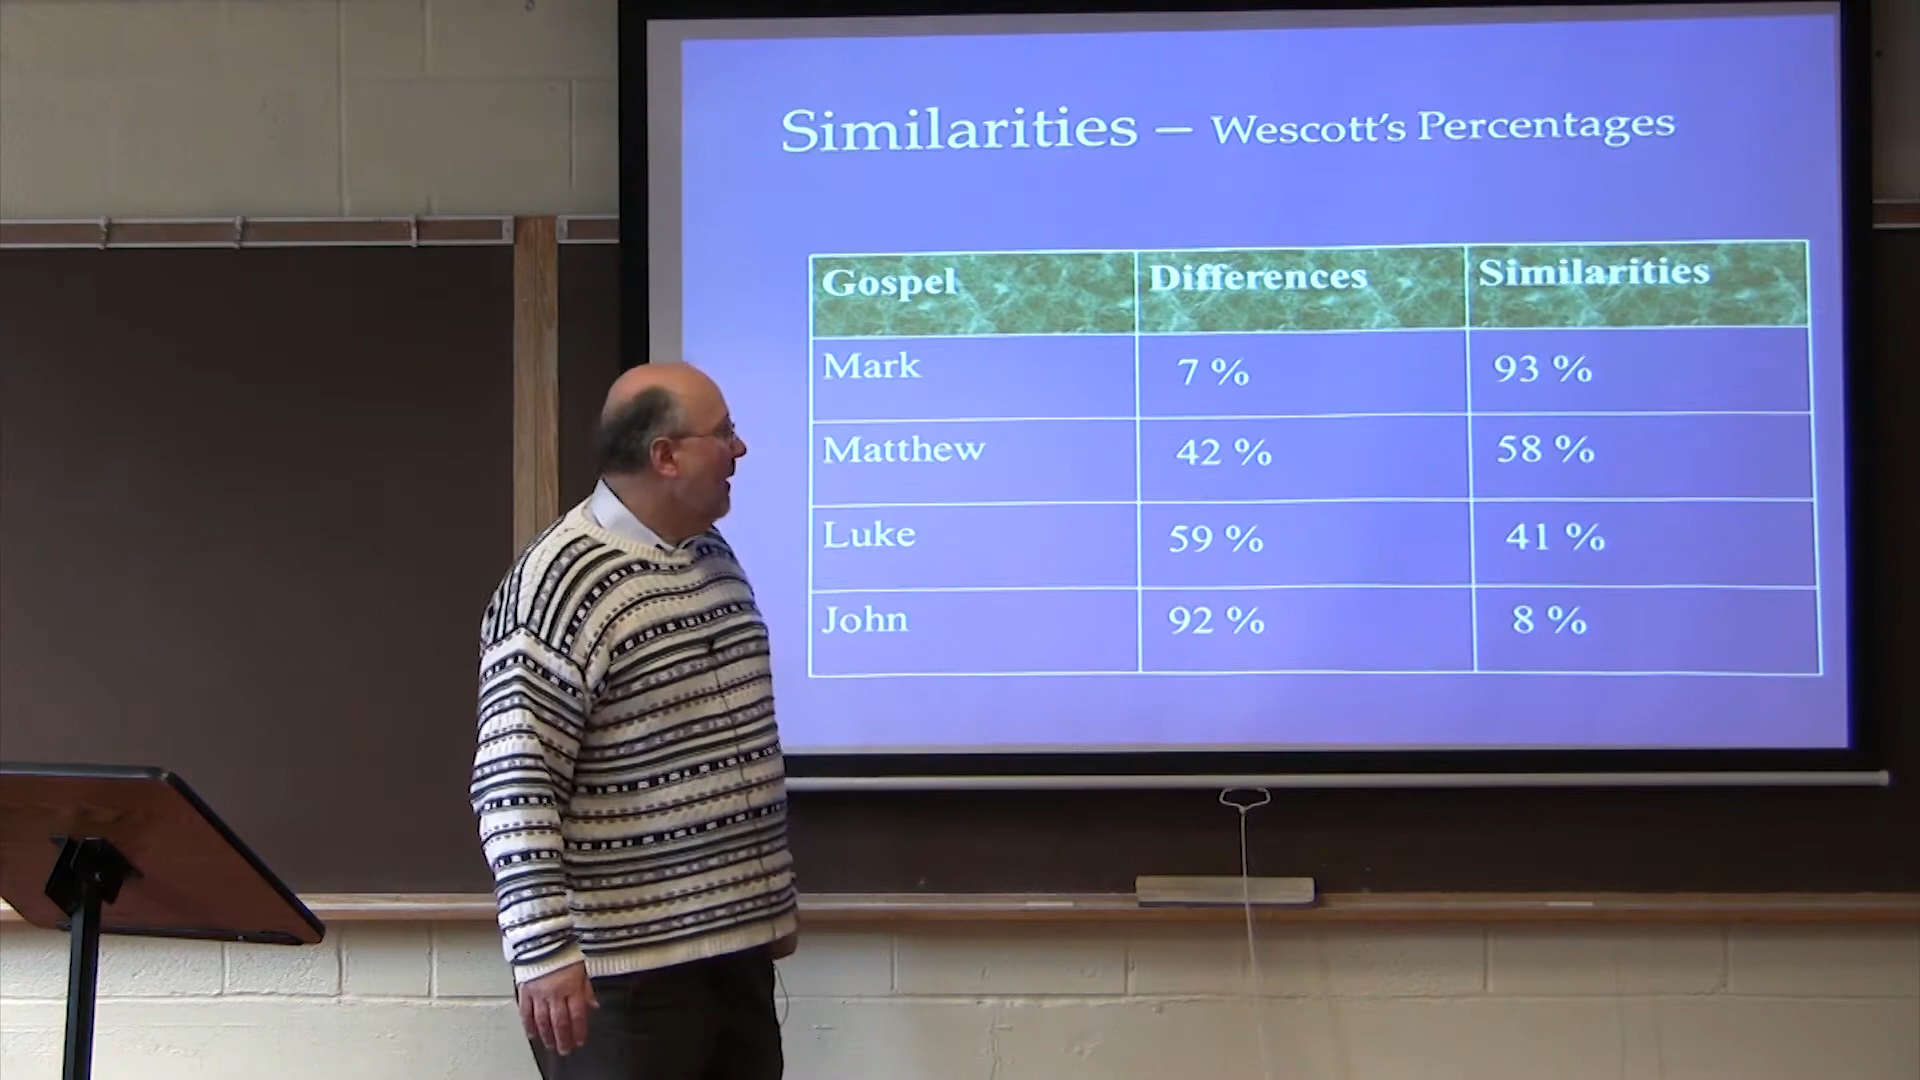 Similarities – Wescott's Percentages
Gospel Differences Similarities
Mark 7 % 93 %
Matthew 42 % 58 %
Luke 59 % 41 %
John 92 % 8 %